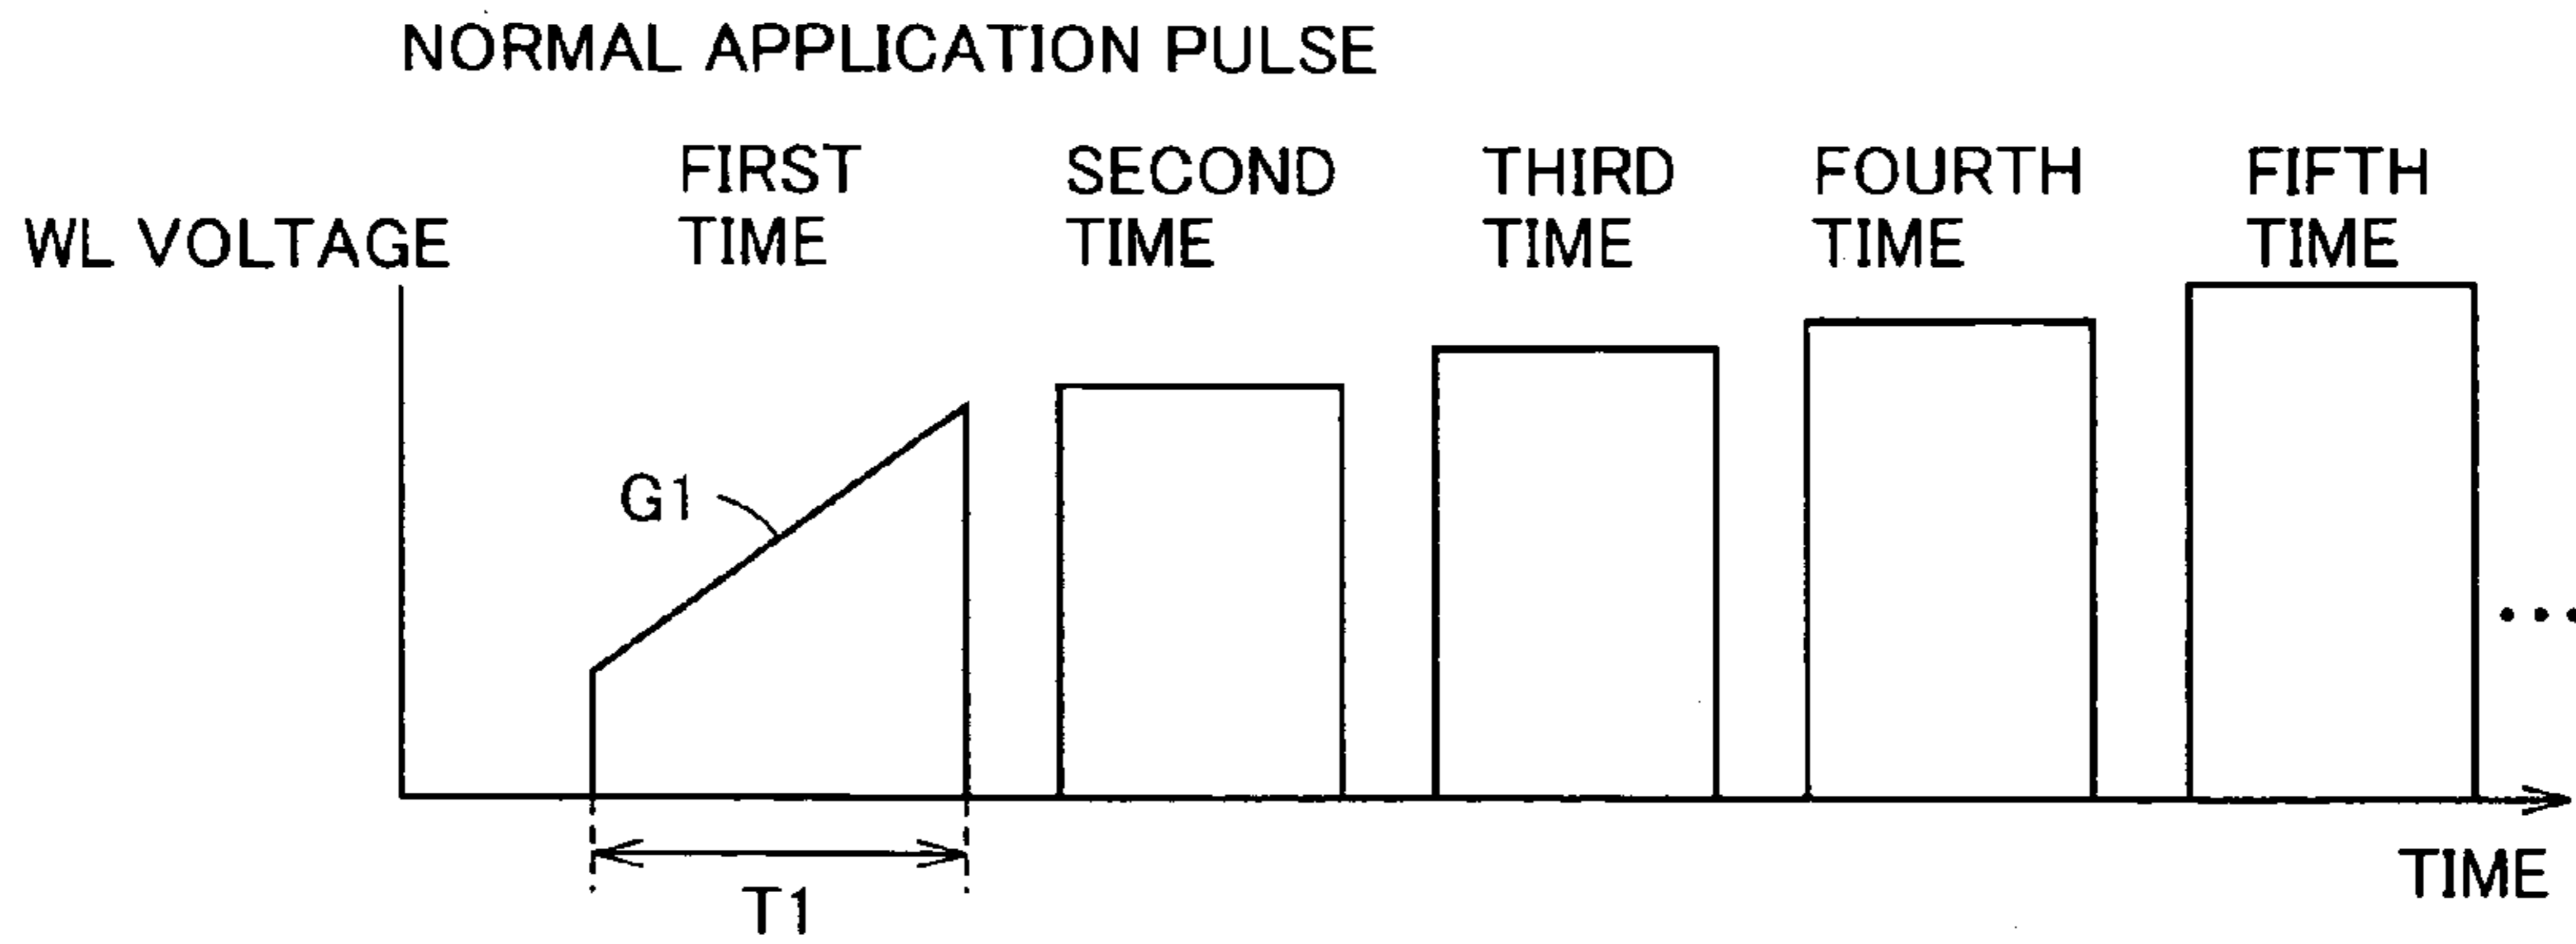 NORMAL APPLICATION PULSE
FIRST
TIME
SECOND
TIME
THIRD
TIME
FOURTH
TIME
FIFTH
TIME
WL VOLTAGE
G1
...
T1
TIME